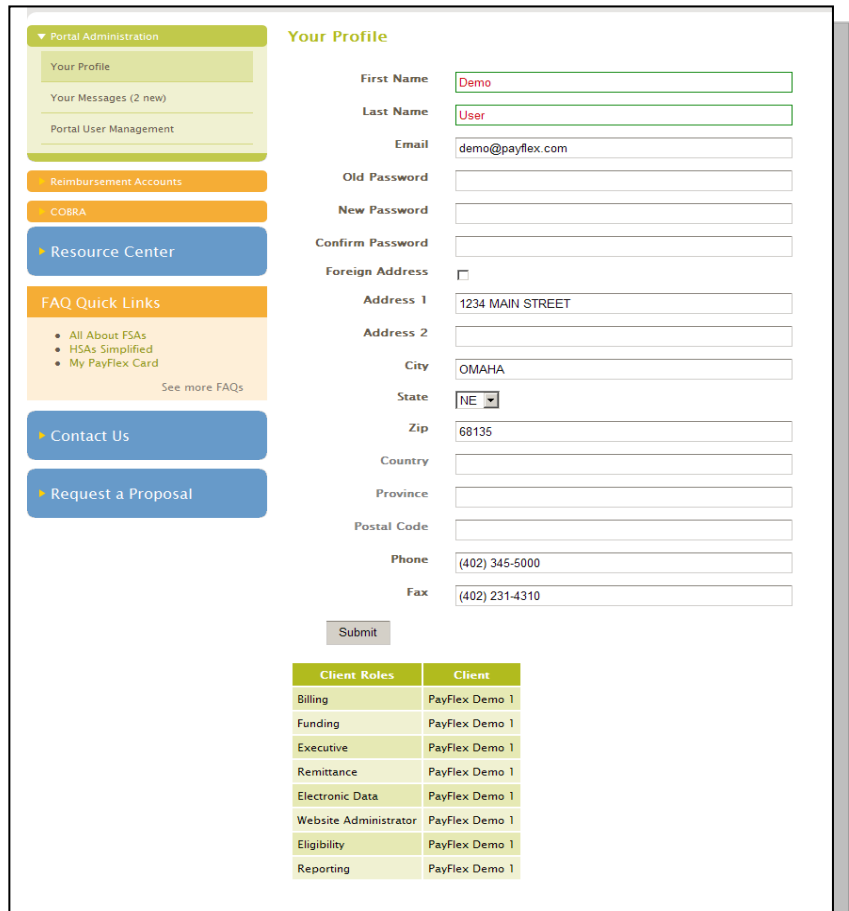 Portal Administration
Your Profile
Your Messages (2 new)
Portal User Management
Reimbursement Accounts
COBRA
Resource Center
FAQ Quick Links
All About FSAs
HSAs Simplified
My PayFlex Card
See more FAQs
Contact Us
Request a Proposal
Your Profile
First Name Demo
Last Name User
Email demo@payflex.com
Old Password
New Password
Confirm Password
Foreign Address
Address 1 1234 MAIN STREET
Address 2
City OMAHA
State NE
Zip 68135
Country
Province
Postal Code
Phone (402) 345-5000
Fax (402) 231-4310
Submit
Client Roles Client
Billing PayFlex Demo 1
Funding PayFlex Demo 1
Executive PayFlex Demo 1
Remittance PayFlex Demo 1
Electronic Data PayFlex Demo 1
Website Administrator PayFlex Demo 1
Eligibility PayFlex Demo 1
Reporting PayFlex Demo 1